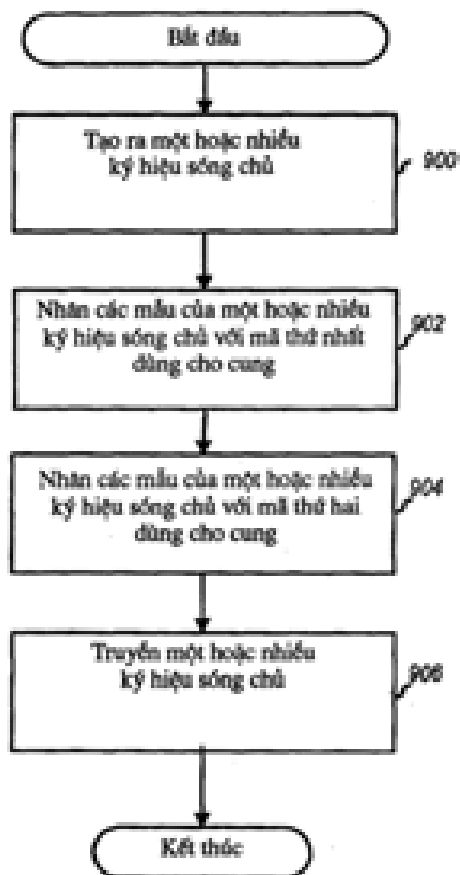 Bắt đầu
Tạo ra một hoặc nhiều
ký hiệu sóng chủ
900
Nhân các mẫu của một hoặc nhiều
ký hiệu sóng chủ với mã thứ nhất
dùng cho cung
902
Nhân các mẫu của một hoặc nhiều
ký hiệu sóng chủ với mã thứ hai
dùng cho cung
904
Truyền một hoặc nhiều
ký hiệu sóng chủ
906
Kết thúc